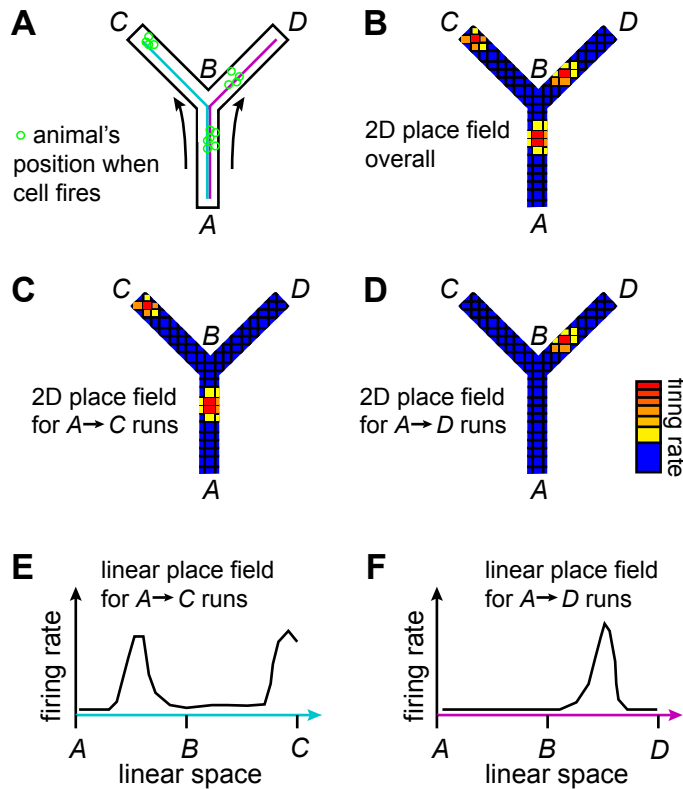 A
C
D
B
animal's
position when
cell fires
A
B
C
D
B
2D place field
overall
A
C
C
D
B
2D place field
for A→C runs
A
D
C
D
B
2D place field
for A→D runs
A
firing rate
E
linear place field
for A→C runs
firing rate
A
B
C
linear space
F
linear place field
for A→D runs
firing rate
A
B
D
linear space